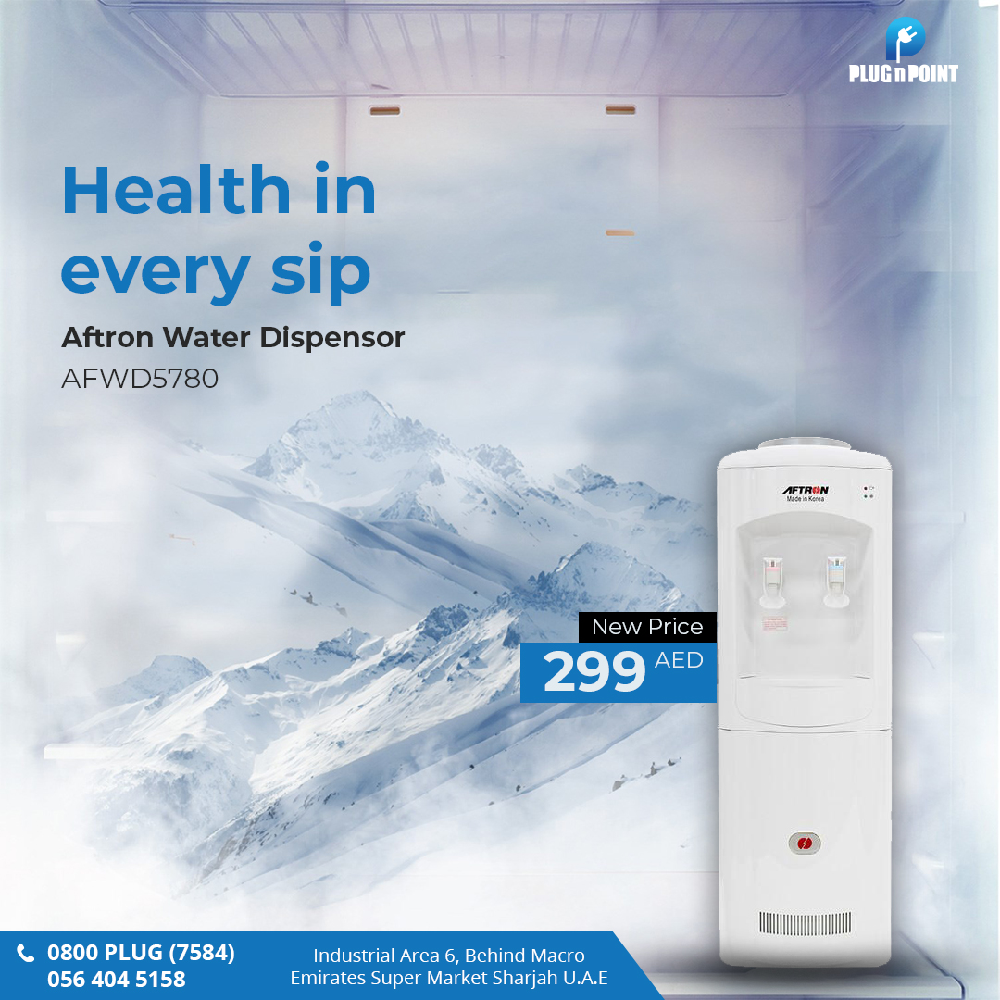 PLUG n POINT
Health in
every sip
Aftron Water Dispensor
AFWD5780
AFTRON
Made in Korea
New Price
299 AED
0800 PLUG (7584)
056 404 5158
Industrial Area 6, Behind Macro
Emirates Super Market Sharjah U.A.E